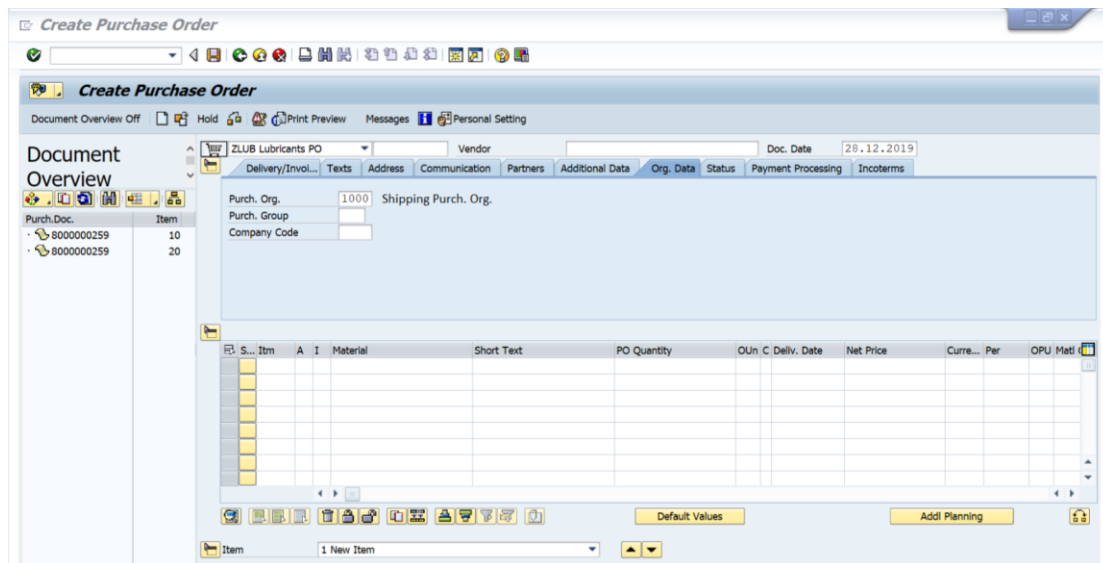 Create Purchase Order
Create Purchase Order
Document Overview Off Hold Print Preview Messages Personal Setting
Document
Overview
Purch.Doc. Item
8000000259 10
8000000259 20
ZLUB Lubricants PO Vendor Doc. Date 28.12.2019
Delivery/Invoi... Texts Address Communication Partners Additional Data Org. Data Status Payment Processing Incoterms
Purch. Org. 1000 Shipping Purch. Org.
Purch. Group
Company Code
S... Itm A I Material Short Text PO Quantity OUn C Deliv. Date Net Price Curre... Per OPU Matl
Default Values Addl Planning
Item 1 New Item